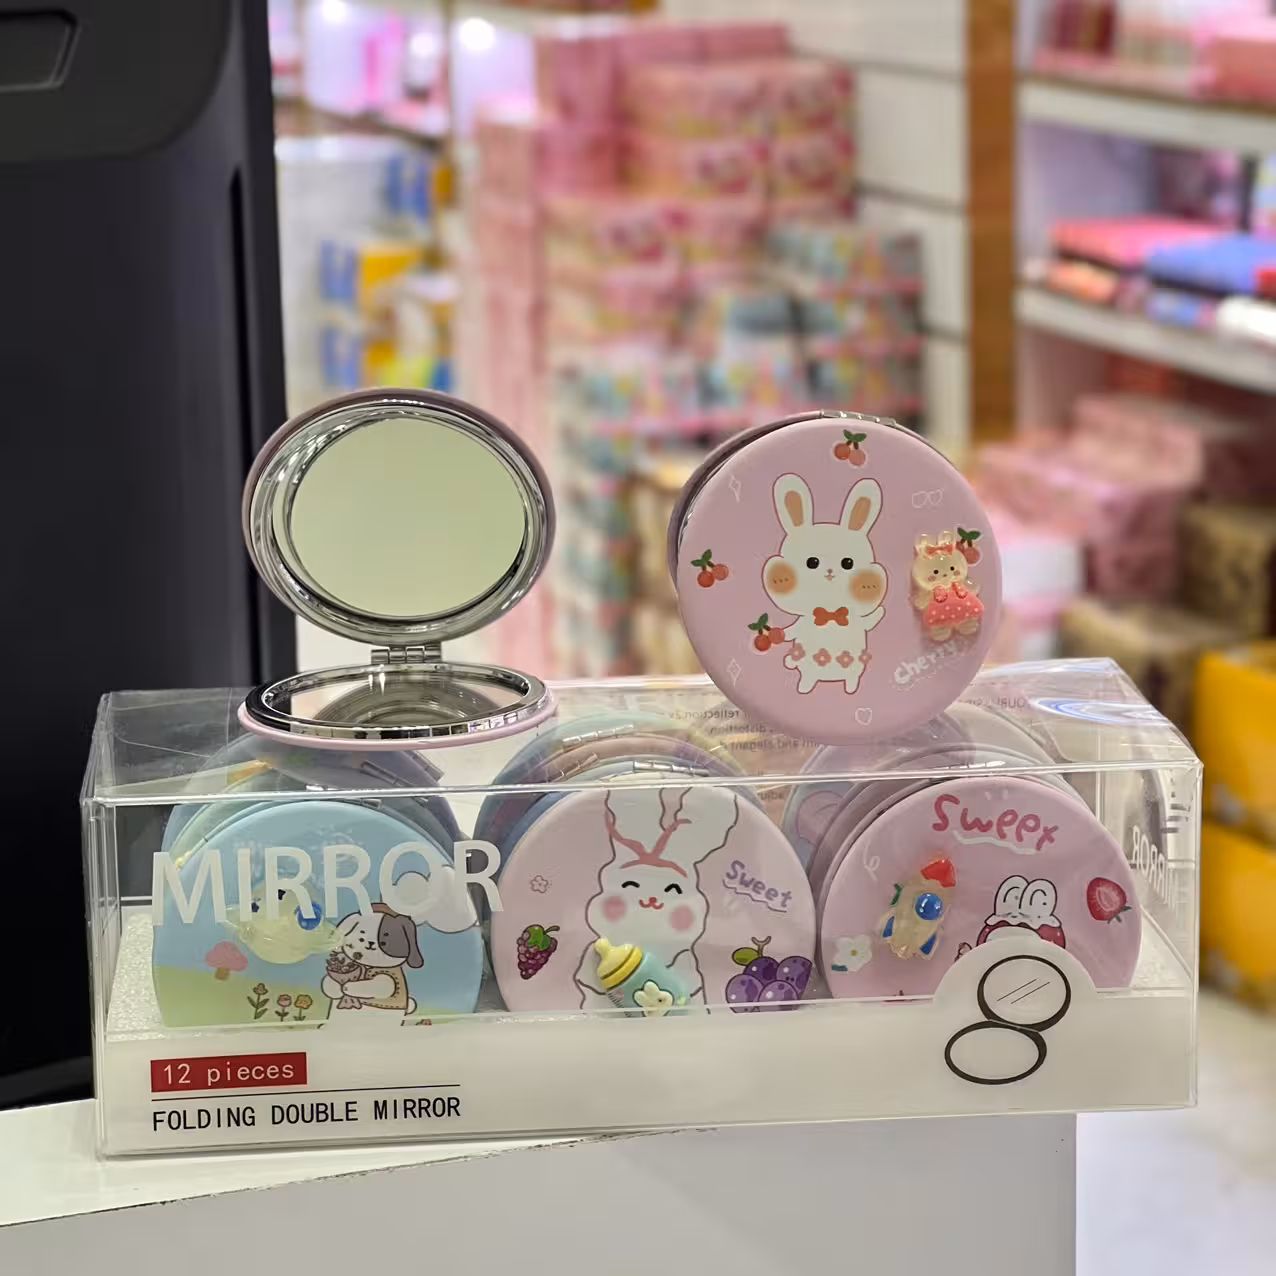 cherry
Sweet
Sweet
MIRROR
12 pieces
FOLDING DOUBLE MIRROR